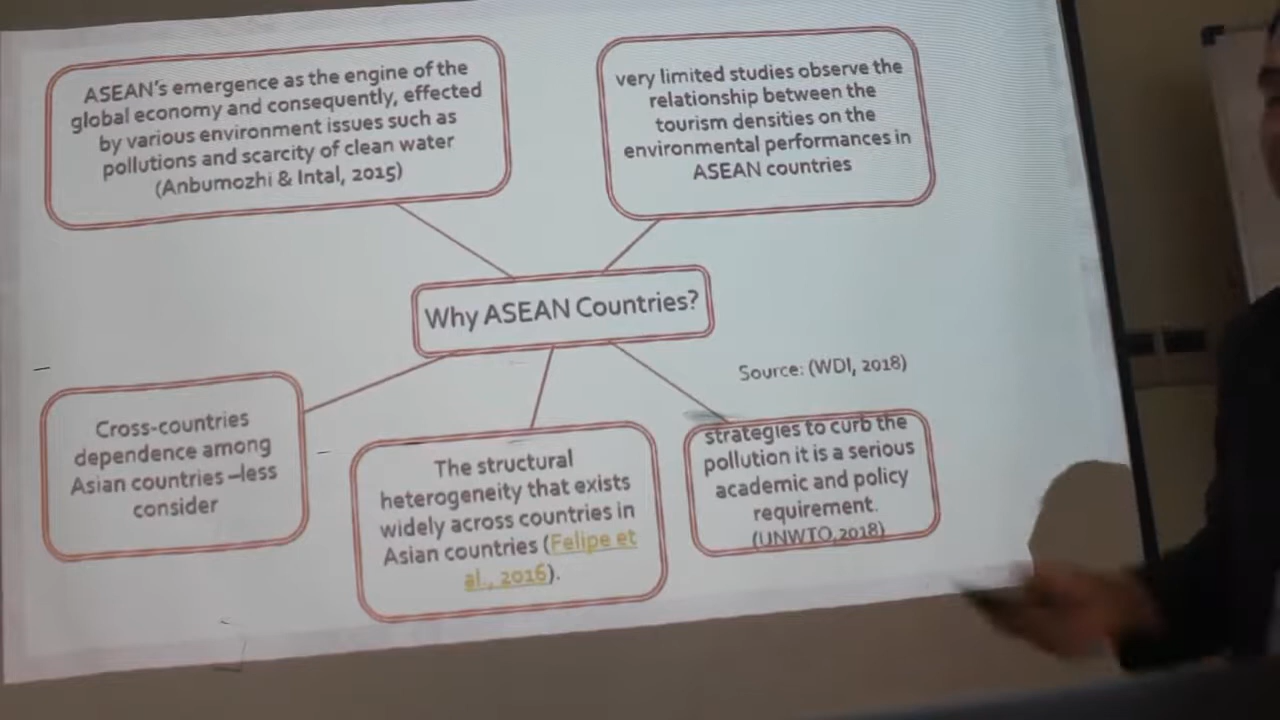 ASEAN's emergence as the engine of the
global economy and consequently, effected
by various environment issues such as
pollutions and scarcity of clean water
(Anbumozhi & Intal, 2015)
very limited studies observe the
relationship between the
tourism densities on the
environmental performances in
ASEAN countries
Why ASEAN Countries?
Source: (WDI, 2018)
Cross-countries
dependence among
Asian countries –less
consider
The structural
heterogeneity that exists
widely across countries in
Asian countries (Felipe et
al., 2016).
strategies to curb the
pollution it is a serious
academic and policy
requirement.
(UNWTO,2018)